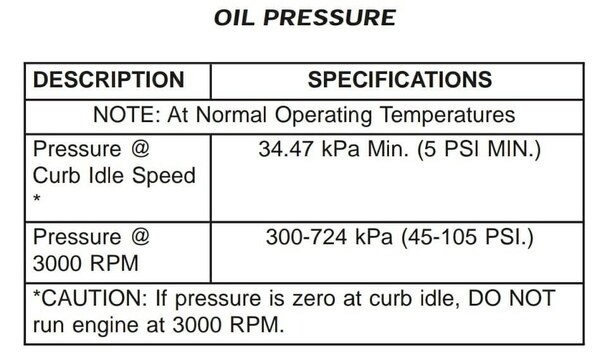 OIL PRESSURE
DESCRIPTION SPECIFICATIONS
NOTE: At Normal Operating Temperatures
Pressure @ 34.47 kPa Min. (5 PSI MIN.)
Curb Idle Speed
*
Pressure @ 300-724 kPa (45-105 PSI.)
3000 RPM
*CAUTION: If pressure is zero at curb idle, DO NOT
run engine at 3000 RPM.